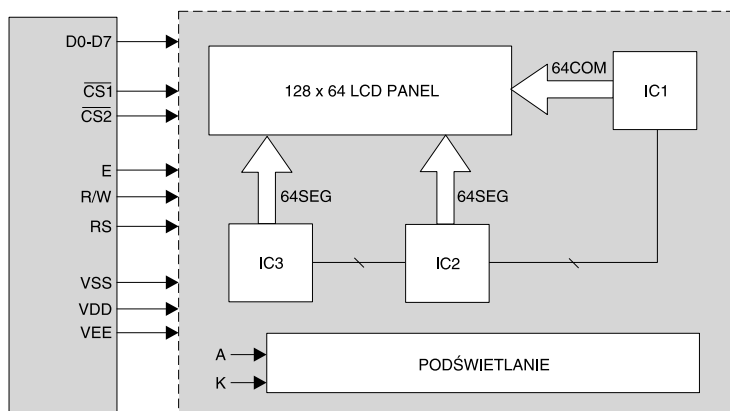 D0-D7
CS1
CS2
E
R/W
RS
VSS
VDD
VEE
128 x 64 LCD PANEL
64COM
IC1
64SEG
64SEG
IC3
IC2
A
K
PODŚWIETLANIE